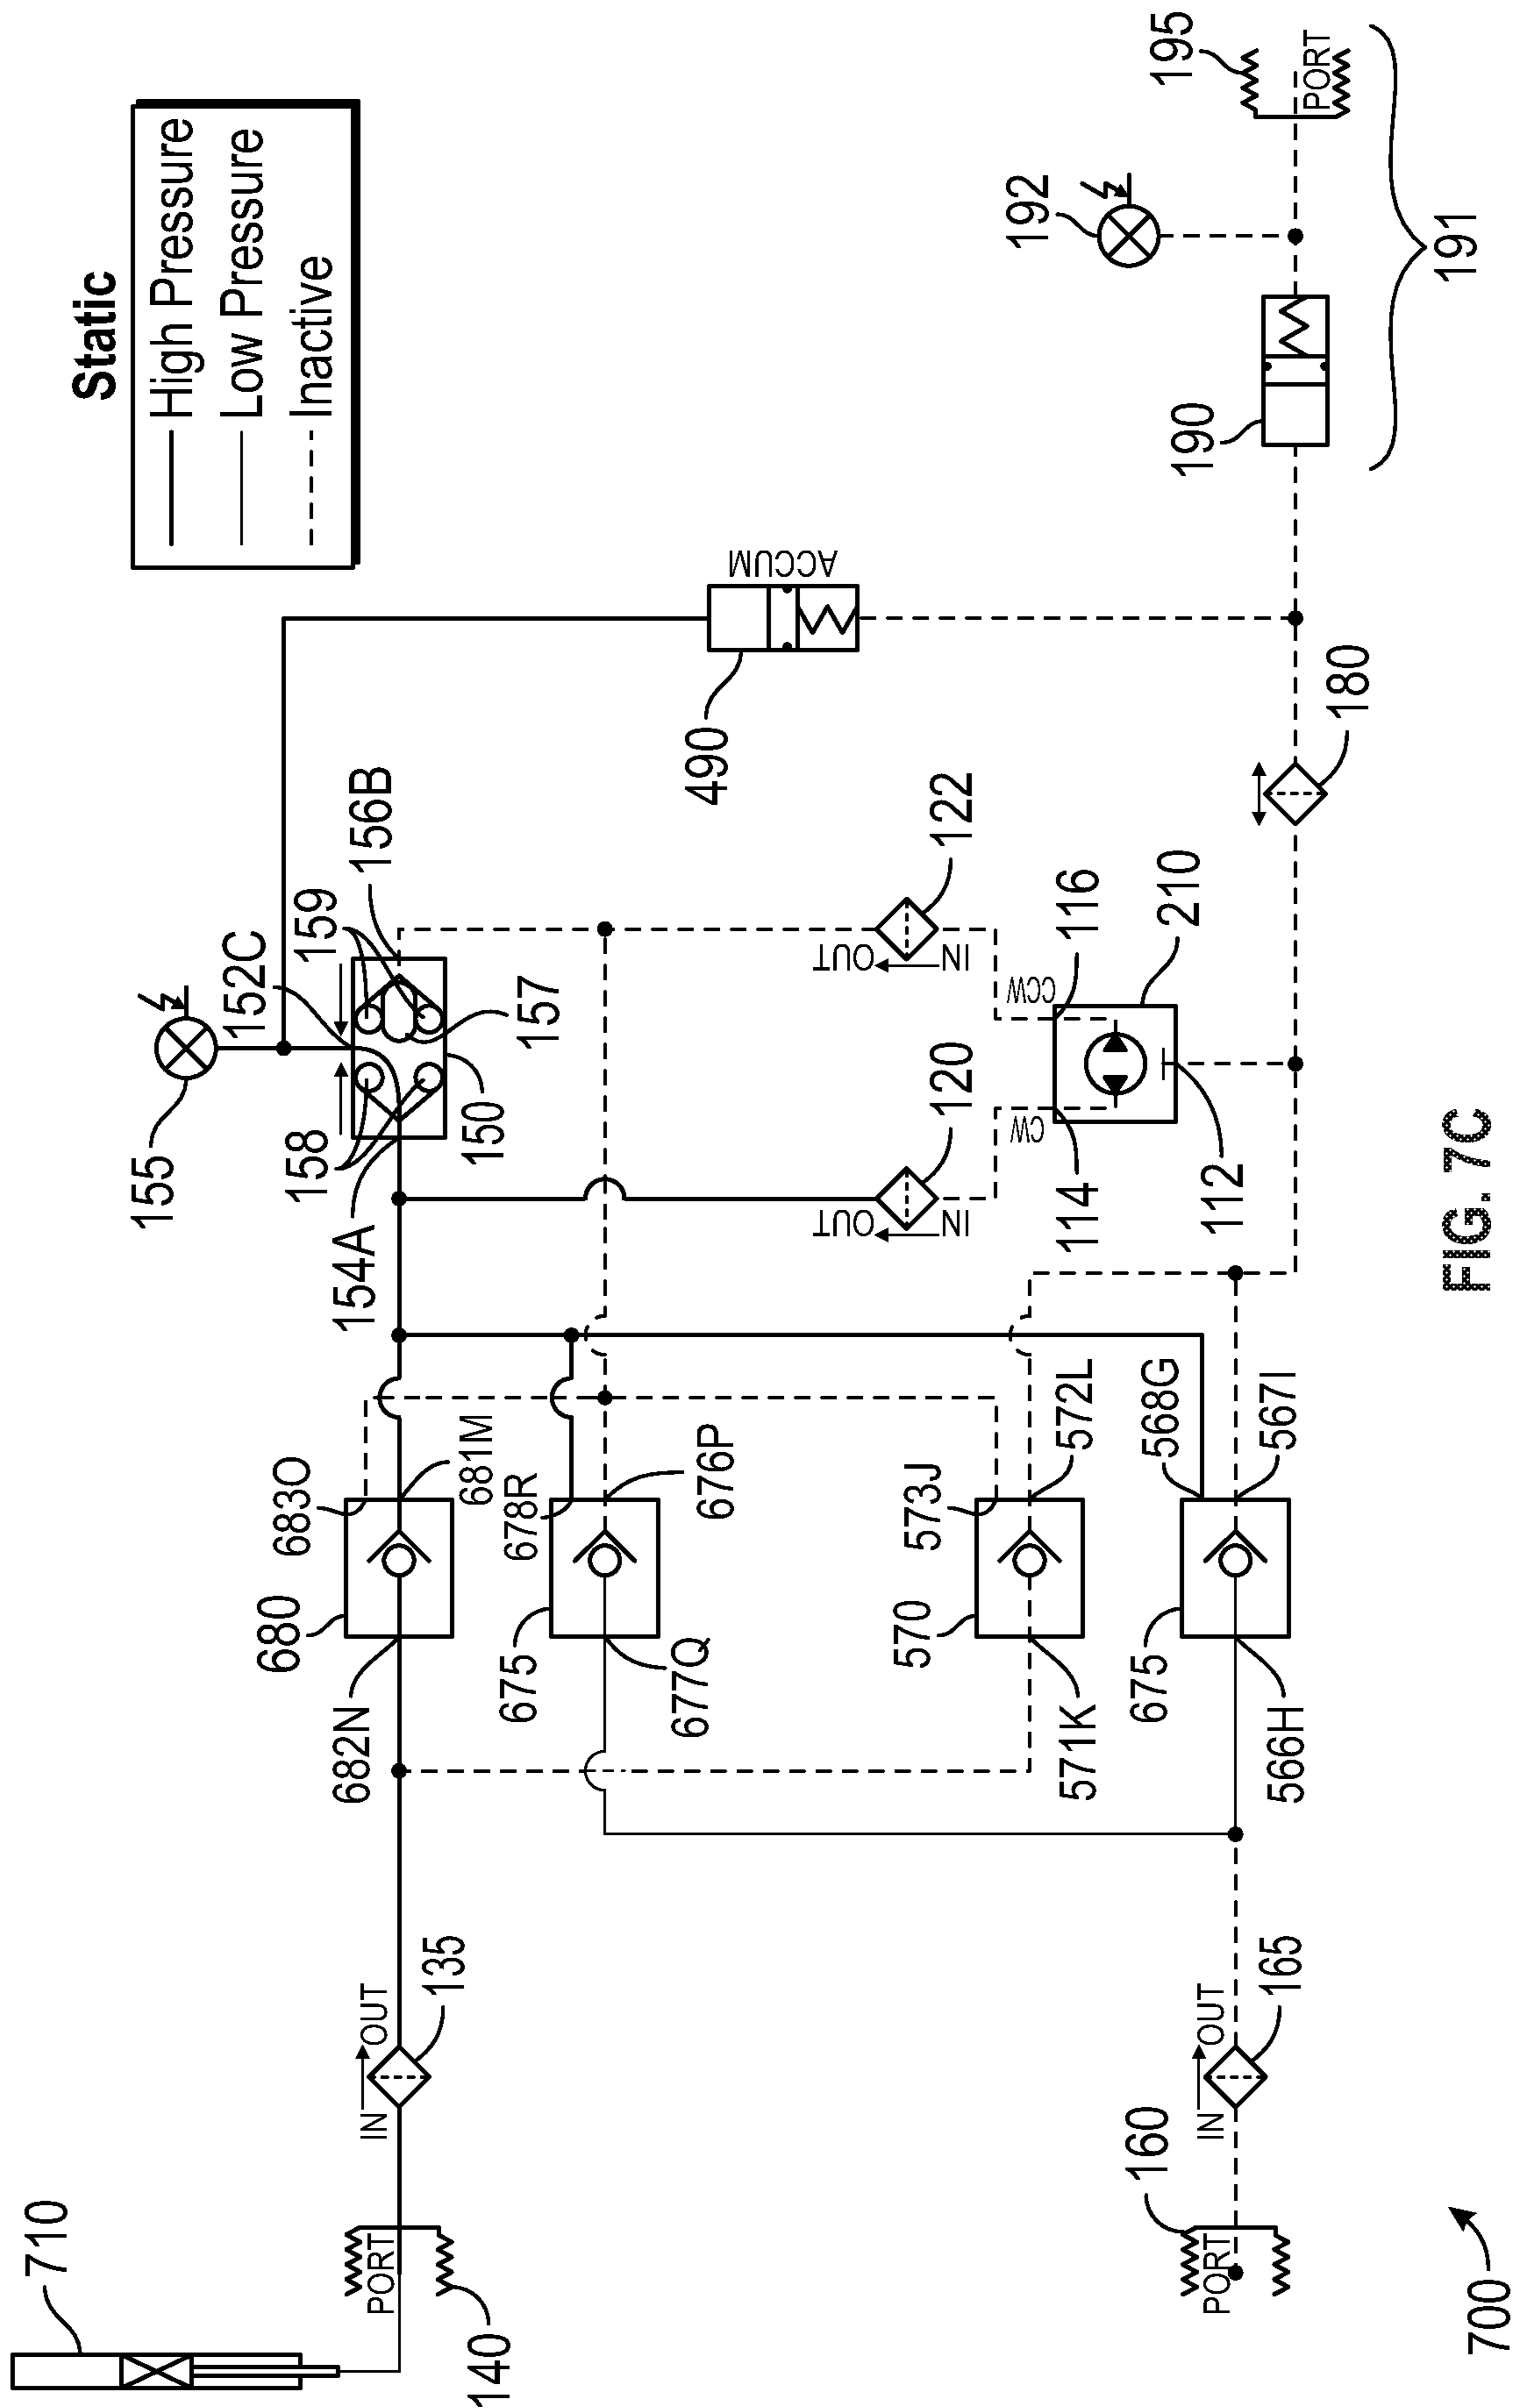 Static
High Pressure
Low Pressure
Inactive
155
152C
159
156B
158
154A
150
157
490
ACCUM
195
PORT
192
190
191
180
122
OUT
IN
CCW
116
210
120
OUT
IN
CW
114
112
683O
680
681M
682N
678R
675
676P
677Q
573J
570
572L
571K
568G
675
567I
566H
710
PORT
140
IN
OUT
135
160
PORT
IN
OUT
165
700
FIG. 7C